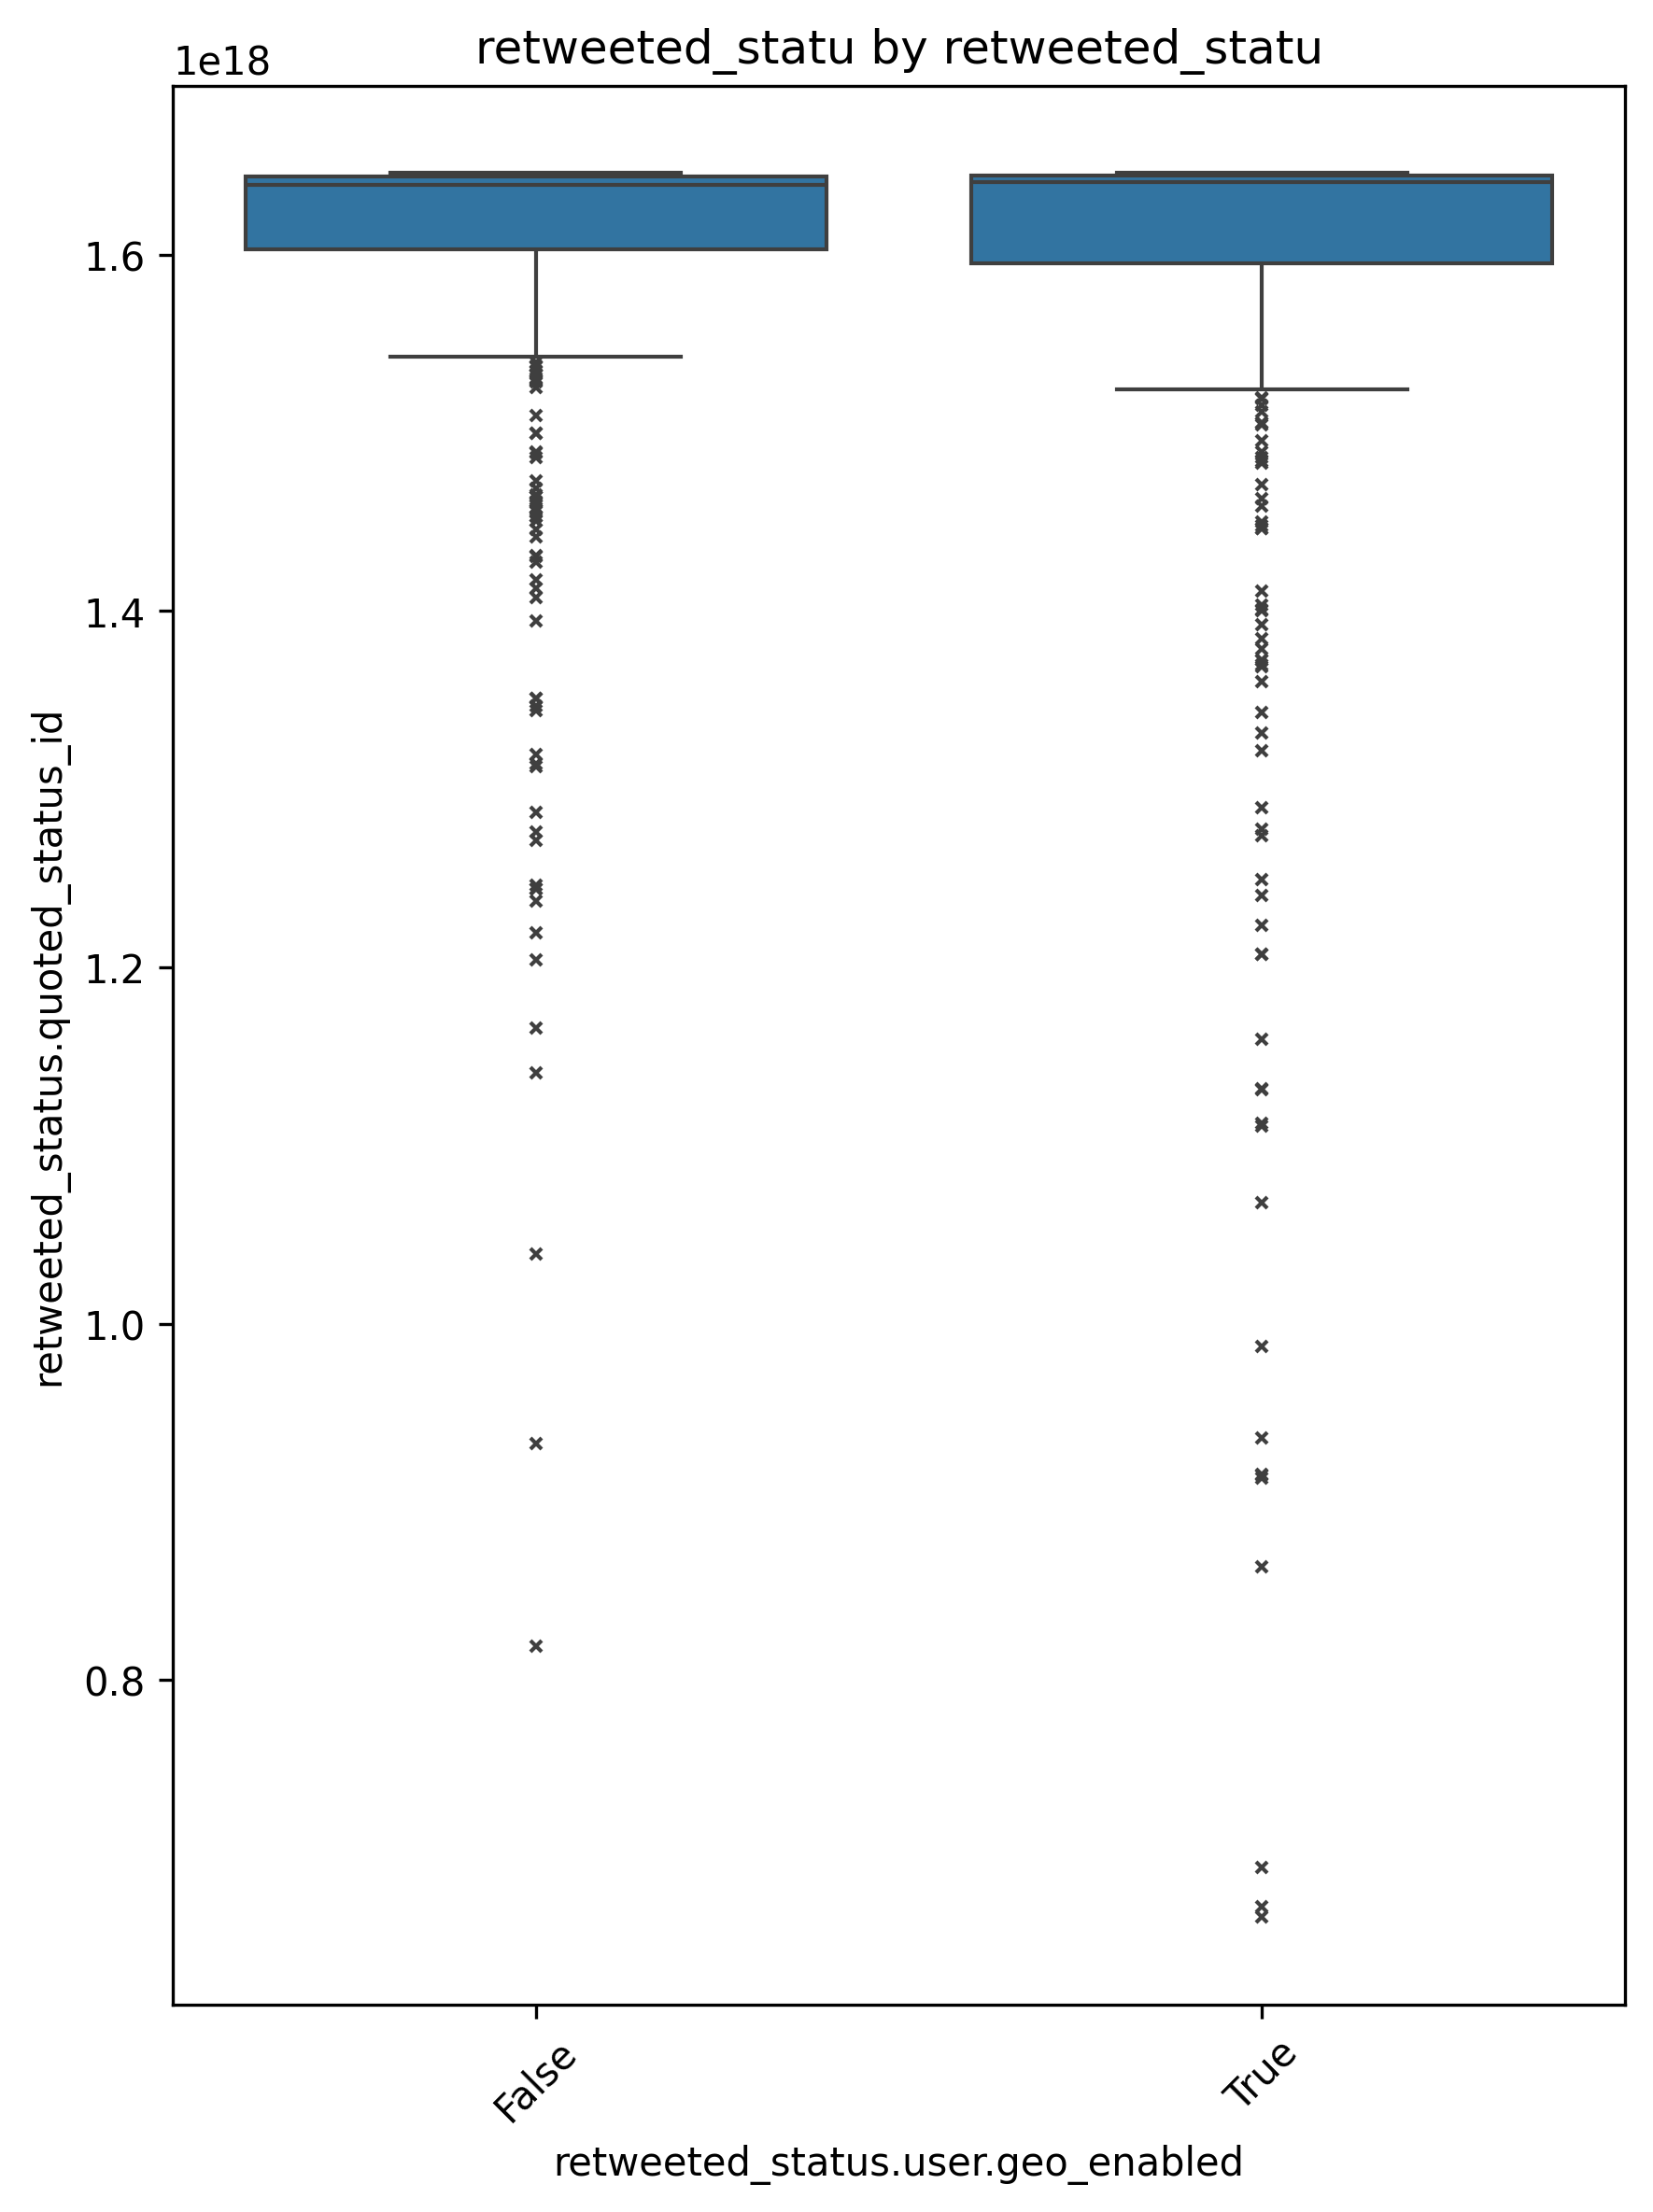 retweeted_statu by retweeted_statu
1e18
1.6
1.4
1.2
1.0
0.8
retweeted_status.quoted_status_id
False
True
retweeted_status.user.geo_enabled